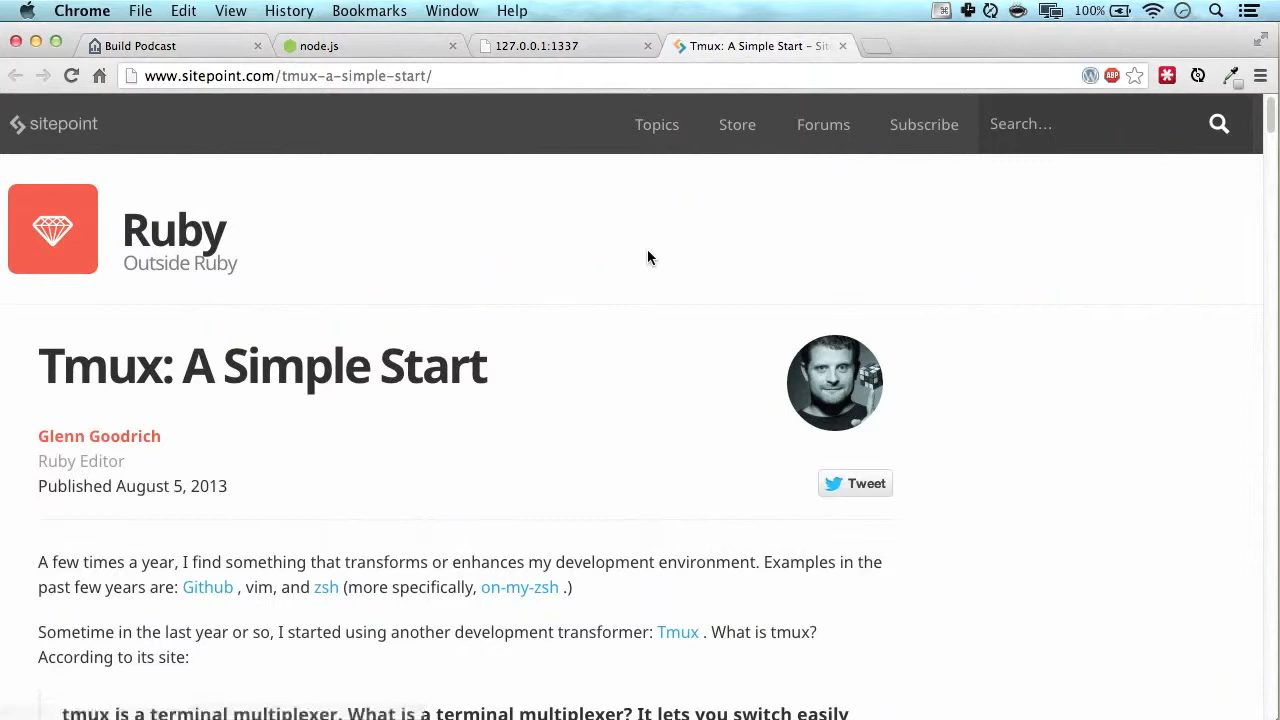 Chrome File Edit View History Bookmarks Window Help 100%
Build Podcast node.js 127.0.0.1:1337 Tmux: A Simple Start – Sit
www.sitepoint.com/tmux-a-simple-start/ ABP
sitepoint Topics Store Forums Subscribe Search…
Ruby
Outside Ruby
Tmux: A Simple Start
Glenn Goodrich
Ruby Editor
Published August 5, 2013
Tweet
A few times a year, I find something that transforms or enhances my development environment. Examples in the
past few years are: Github , vim, and zsh (more specifically, on-my-zsh .)
Sometime in the last year or so, I started using another development transformer: Tmux . What is tmux?
According to its site:
tmux is a terminal multiplexer. What is a terminal multiplexer? It lets you switch easily